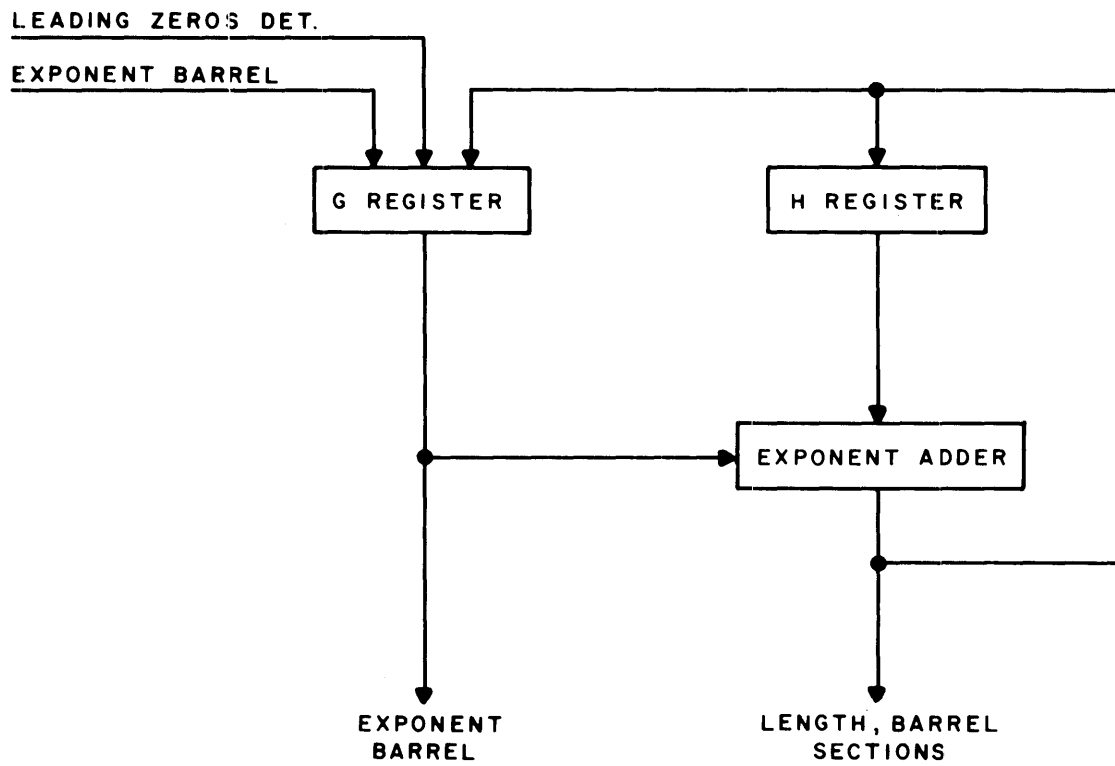 LEADING ZEROS DET.
EXPONENT BARREL
G REGISTER
H REGISTER
EXPONENT ADDER
EXPONENT
BARREL
LENGTH, BARREL
SECTIONS